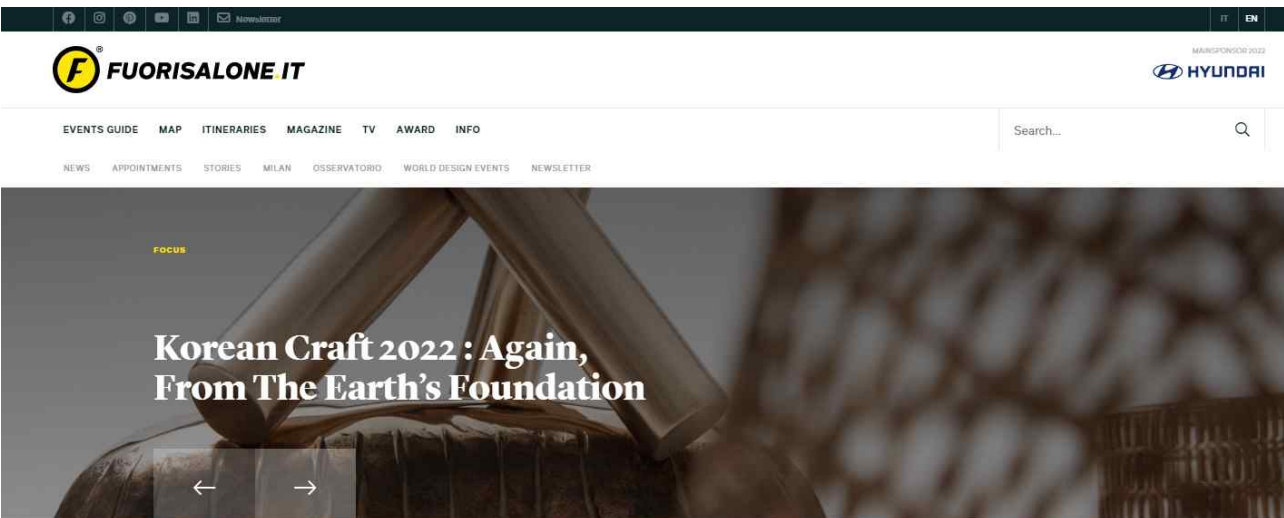 Newsletter
IT EN
F ® FUORISALONE.IT
MAINSPONSOR 2022
HYUNDAI
EVENTS GUIDE MAP ITINERARIES MAGAZINE TV AWARD INFO
Search...
NEWS APPOINTMENTS STORIES MILAN OSSERVATORIO WORLD DESIGN EVENTS NEWSLETTER
FOCUS
Korean Craft 2022 : Again,
From The Earth’s Foundation